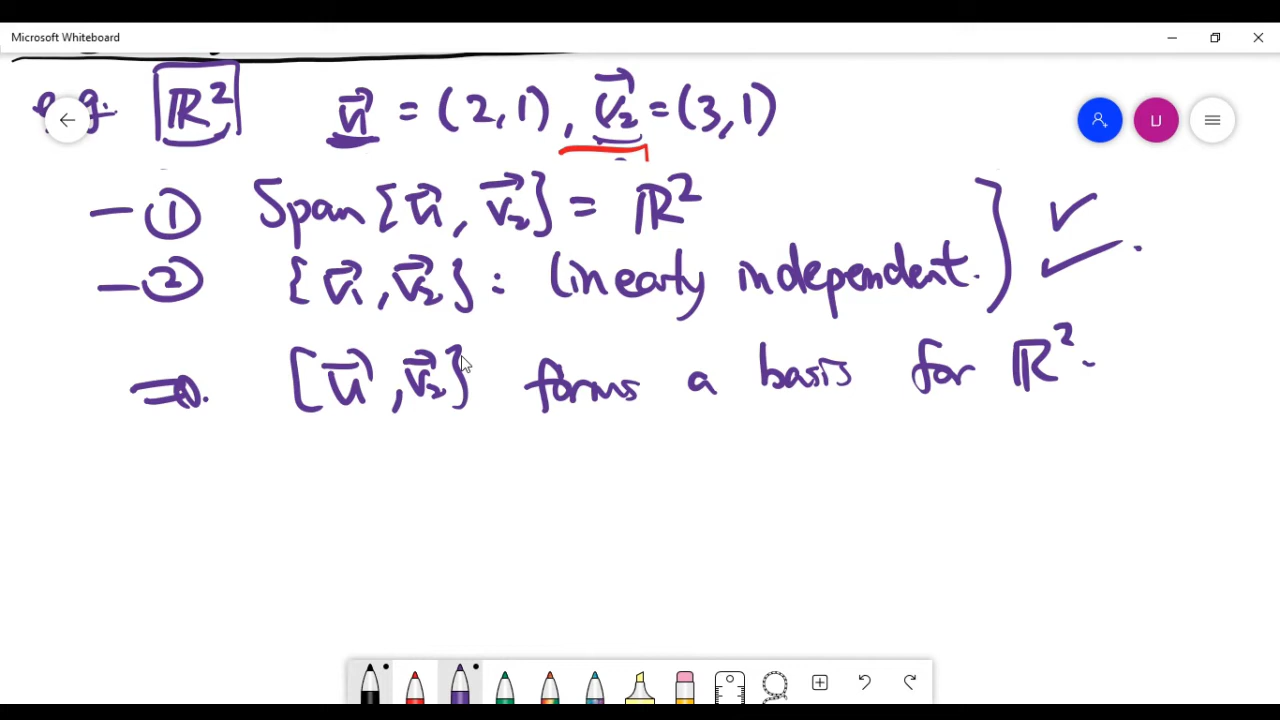 Microsoft Whiteboard
e.g. ℝ² v⃗₁ = (2,1), v⃗₂ = (3,1)
— ① Span{v⃗₁, v⃗₂} = ℝ²
— ② {v⃗₁, v⃗₂} : linearly independent.
⇒ {v⃗₁, v⃗₂} forms a basis for ℝ².